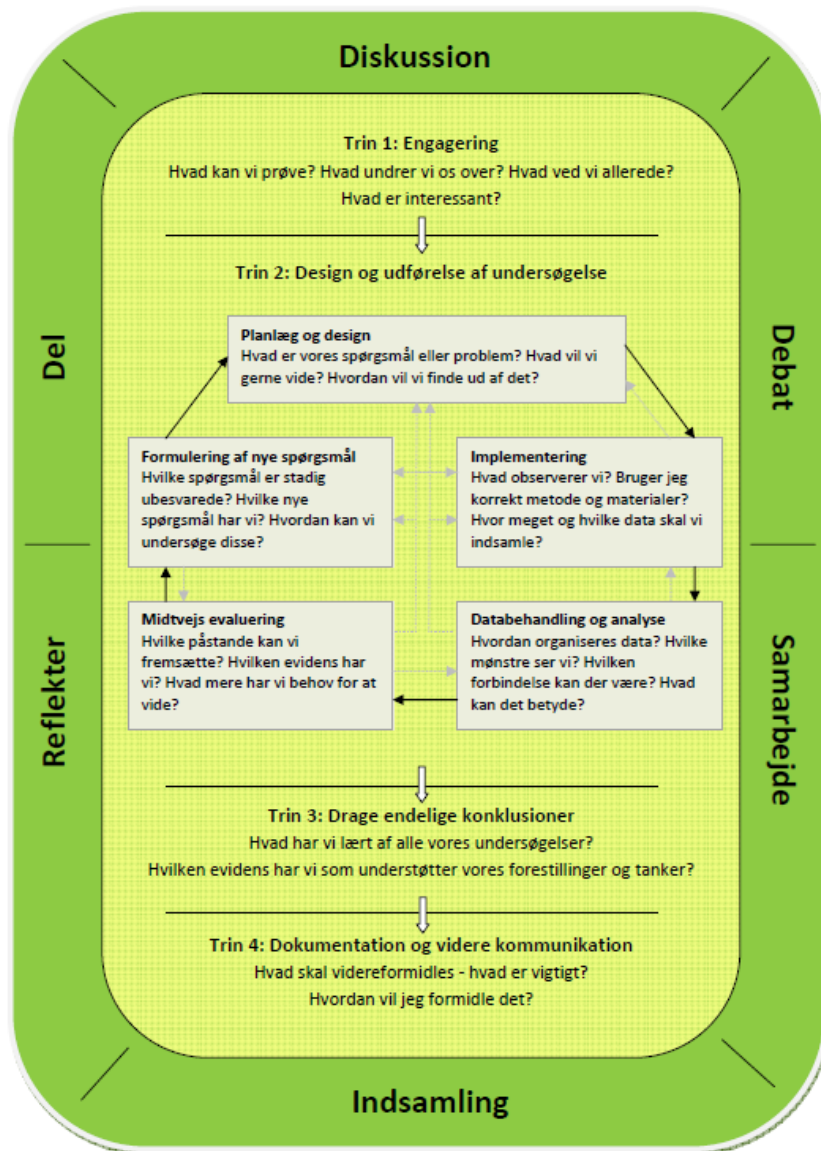 Diskussion
Trin 1: Engagering
Hvad kan vi prøve? Hvad undrer vi os over? Hvad ved vi allerede?
Hvad er interessant?
Trin 2: Design og udførelse af undersøgelse
Del
Debat
Planlæg og design
Hvad er vores spørgsmål eller problem? Hvad vil vi
gerne vide? Hvordan vil vi finde ud af det?
Formulering af nye spørgsmål
Hvilke spørgsmål er stadig
ubesvarede? Hvilke nye
spørgsmål har vi? Hvordan kan vi
undersøge disse?
Implementering
Hvad observerer vi? Bruger jeg
korrekt metode og materialer?
Hvor meget og hvilke data skal vi
indsamle?
Reflekter
Samarbejde
Midtvejs evaluering
Hvilke påstande kan vi
fremsætte? Hvilken evidens har
vi? Hvad mere har vi behov for at
vide?
Databehandling og analyse
Hvordan organiseres data? Hvilke
mønstre ser vi? Hvilken
forbindelse kan der være? Hvad
kan det betyde?
Trin 3: Drage endelige konklusioner
Hvad har vi lært af alle vores undersøgelser?
Hvilken evidens har vi som understøtter vores forestillinger og tanker?
Trin 4: Dokumentation og videre kommunikation
Hvad skal videreformidles - hvad er vigtigt?
Hvordan vil jeg formidle det?
Indsamling